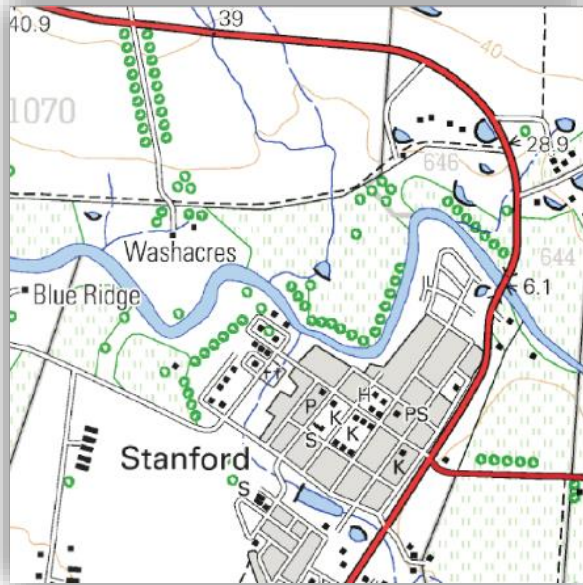 40.9
39
40
1070
28.9
646
Washacres
644
Blue Ridge
6.1
H
P
K
PS
S
K
K
Stanford
S